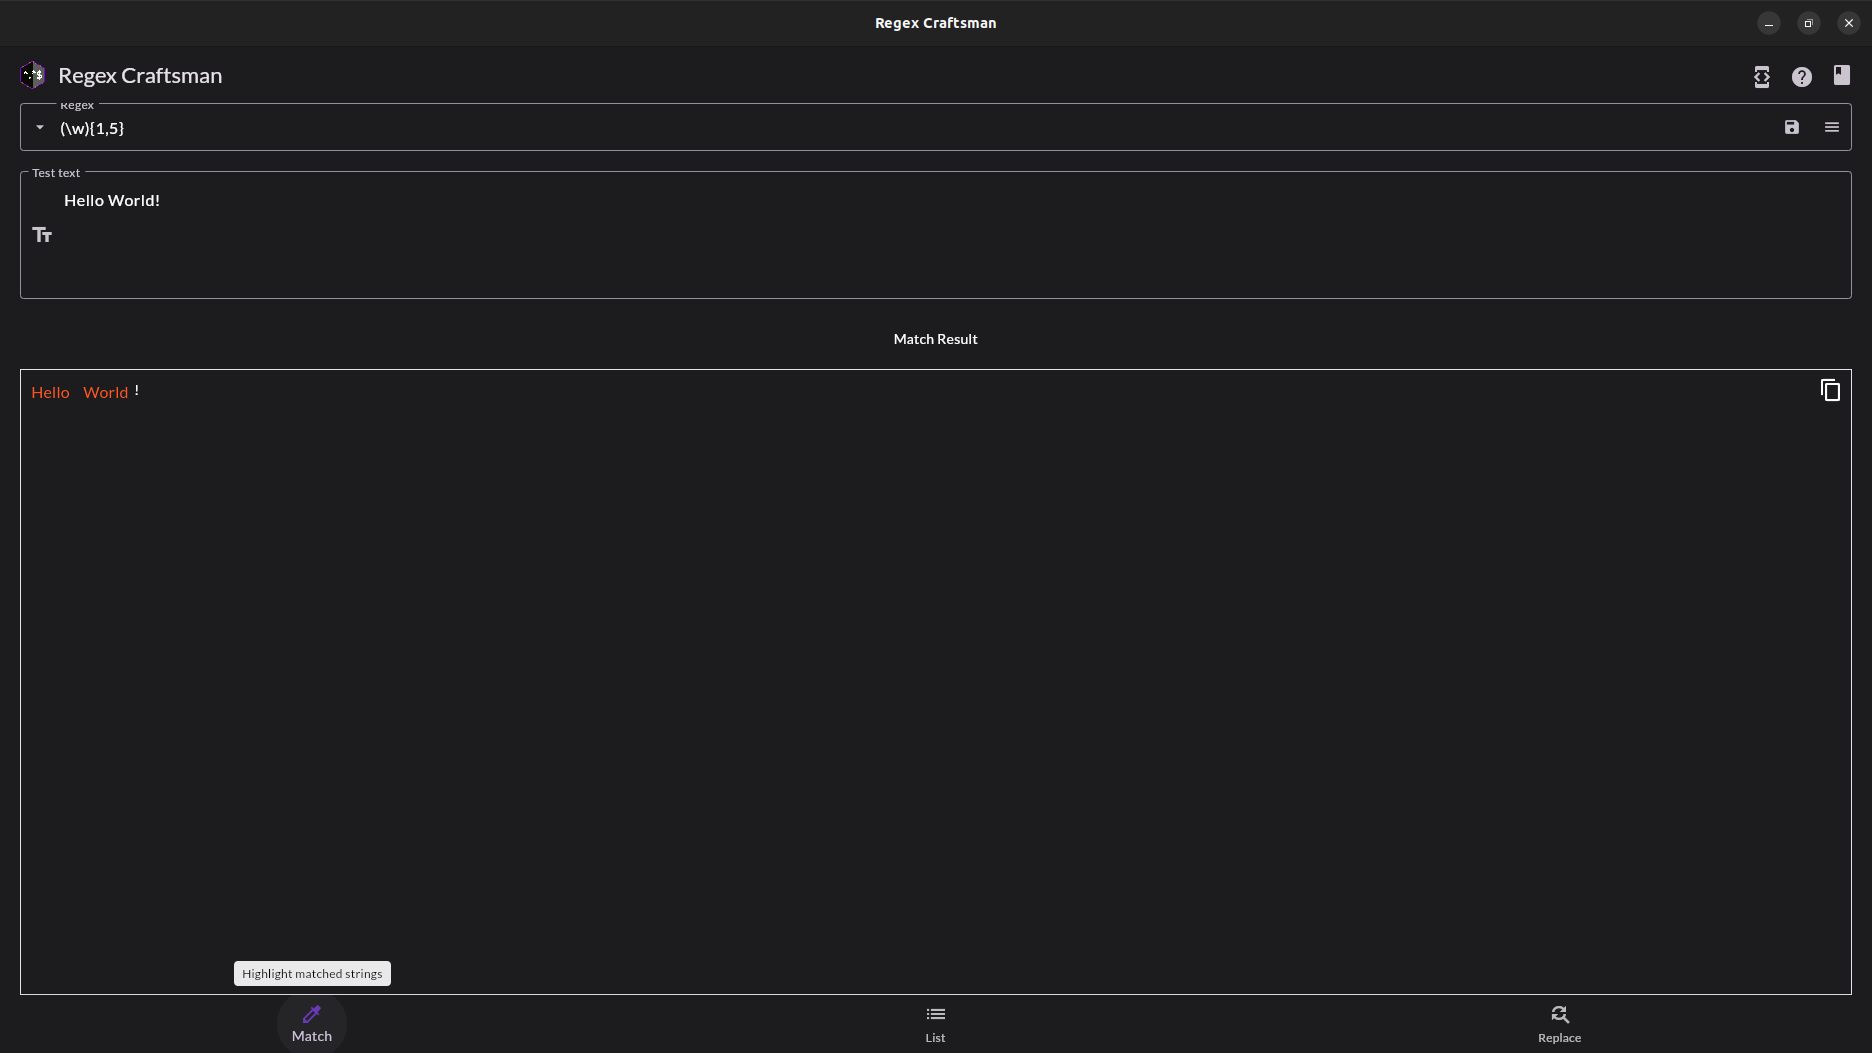 Regex Craftsman
Regex Craftsman
Regex
(\w){1,5}
Test text
Hello World!
Match Result
Hello World !
Highlight matched strings
Match
List
Replace